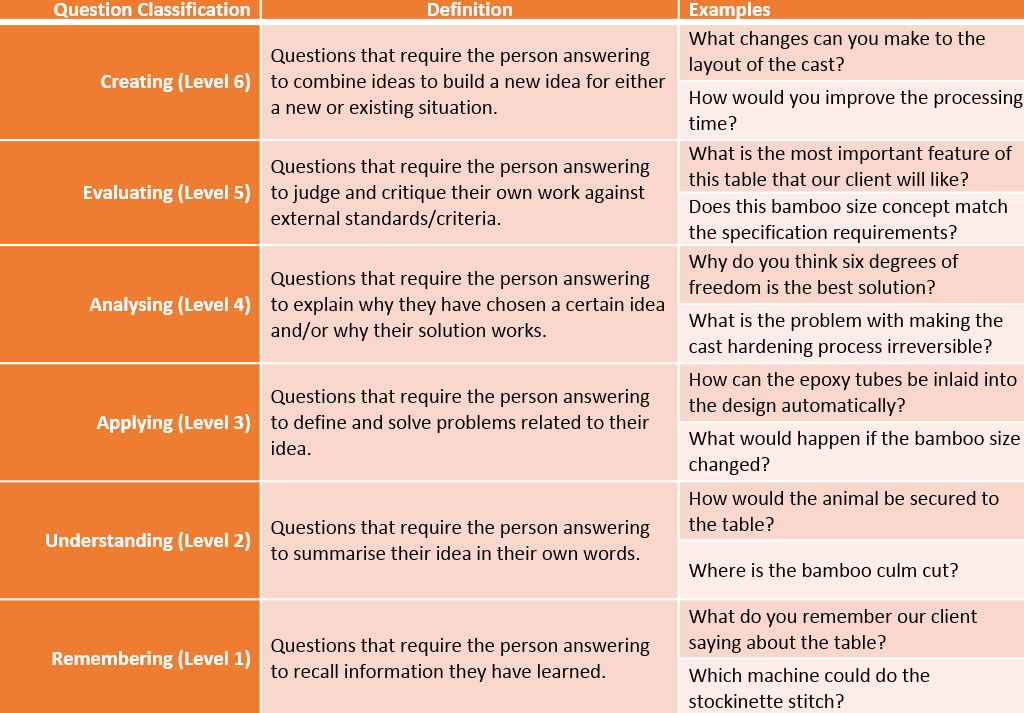 Question Classification
Definition
Examples
Creating (Level 6)
Questions that require the person answering
to combine ideas to build a new idea for either
a new or existing situation.
What changes can you make to the
layout of the cast?
How would you improve the processing
time?
Evaluating (Level 5)
Questions that require the person answering
to judge and critique their own work against
external standards/criteria.
What is the most important feature of
this table that our client will like?
Does this bamboo size concept match
the specification requirements?
Analysing (Level 4)
Questions that require the person answering
to explain why they have chosen a certain idea
and/or why their solution works.
Why do you think six degrees of
freedom is the best solution?
What is the problem with making the
cast hardening process irreversible?
Applying (Level 3)
Questions that require the person answering
to define and solve problems related to their
idea.
How can the epoxy tubes be inlaid into
the design automatically?
What would happen if the bamboo size
changed?
Understanding (Level 2)
Questions that require the person answering
to summarise their idea in their own words.
How would the animal be secured to
the table?
Where is the bamboo culm cut?
Remembering (Level 1)
Questions that require the person answering
to recall information they have learned.
What do you remember our client
saying about the table?
Which machine could do the
stockinette stitch?